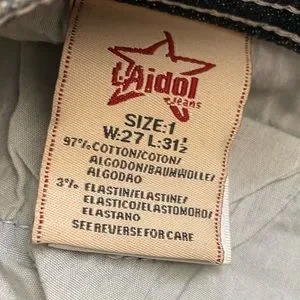 L'Aidol
Jeans
SIZE:1
W:27 L:31½
97% COTTON/COTON/
ALGODON/BAUMWOLLE/
ALGODAO
3% ELASTIN/ELASTINE/
ELASTICO/ELASTOMORO/
ELASTANO
SEE REVERSE FOR CARE